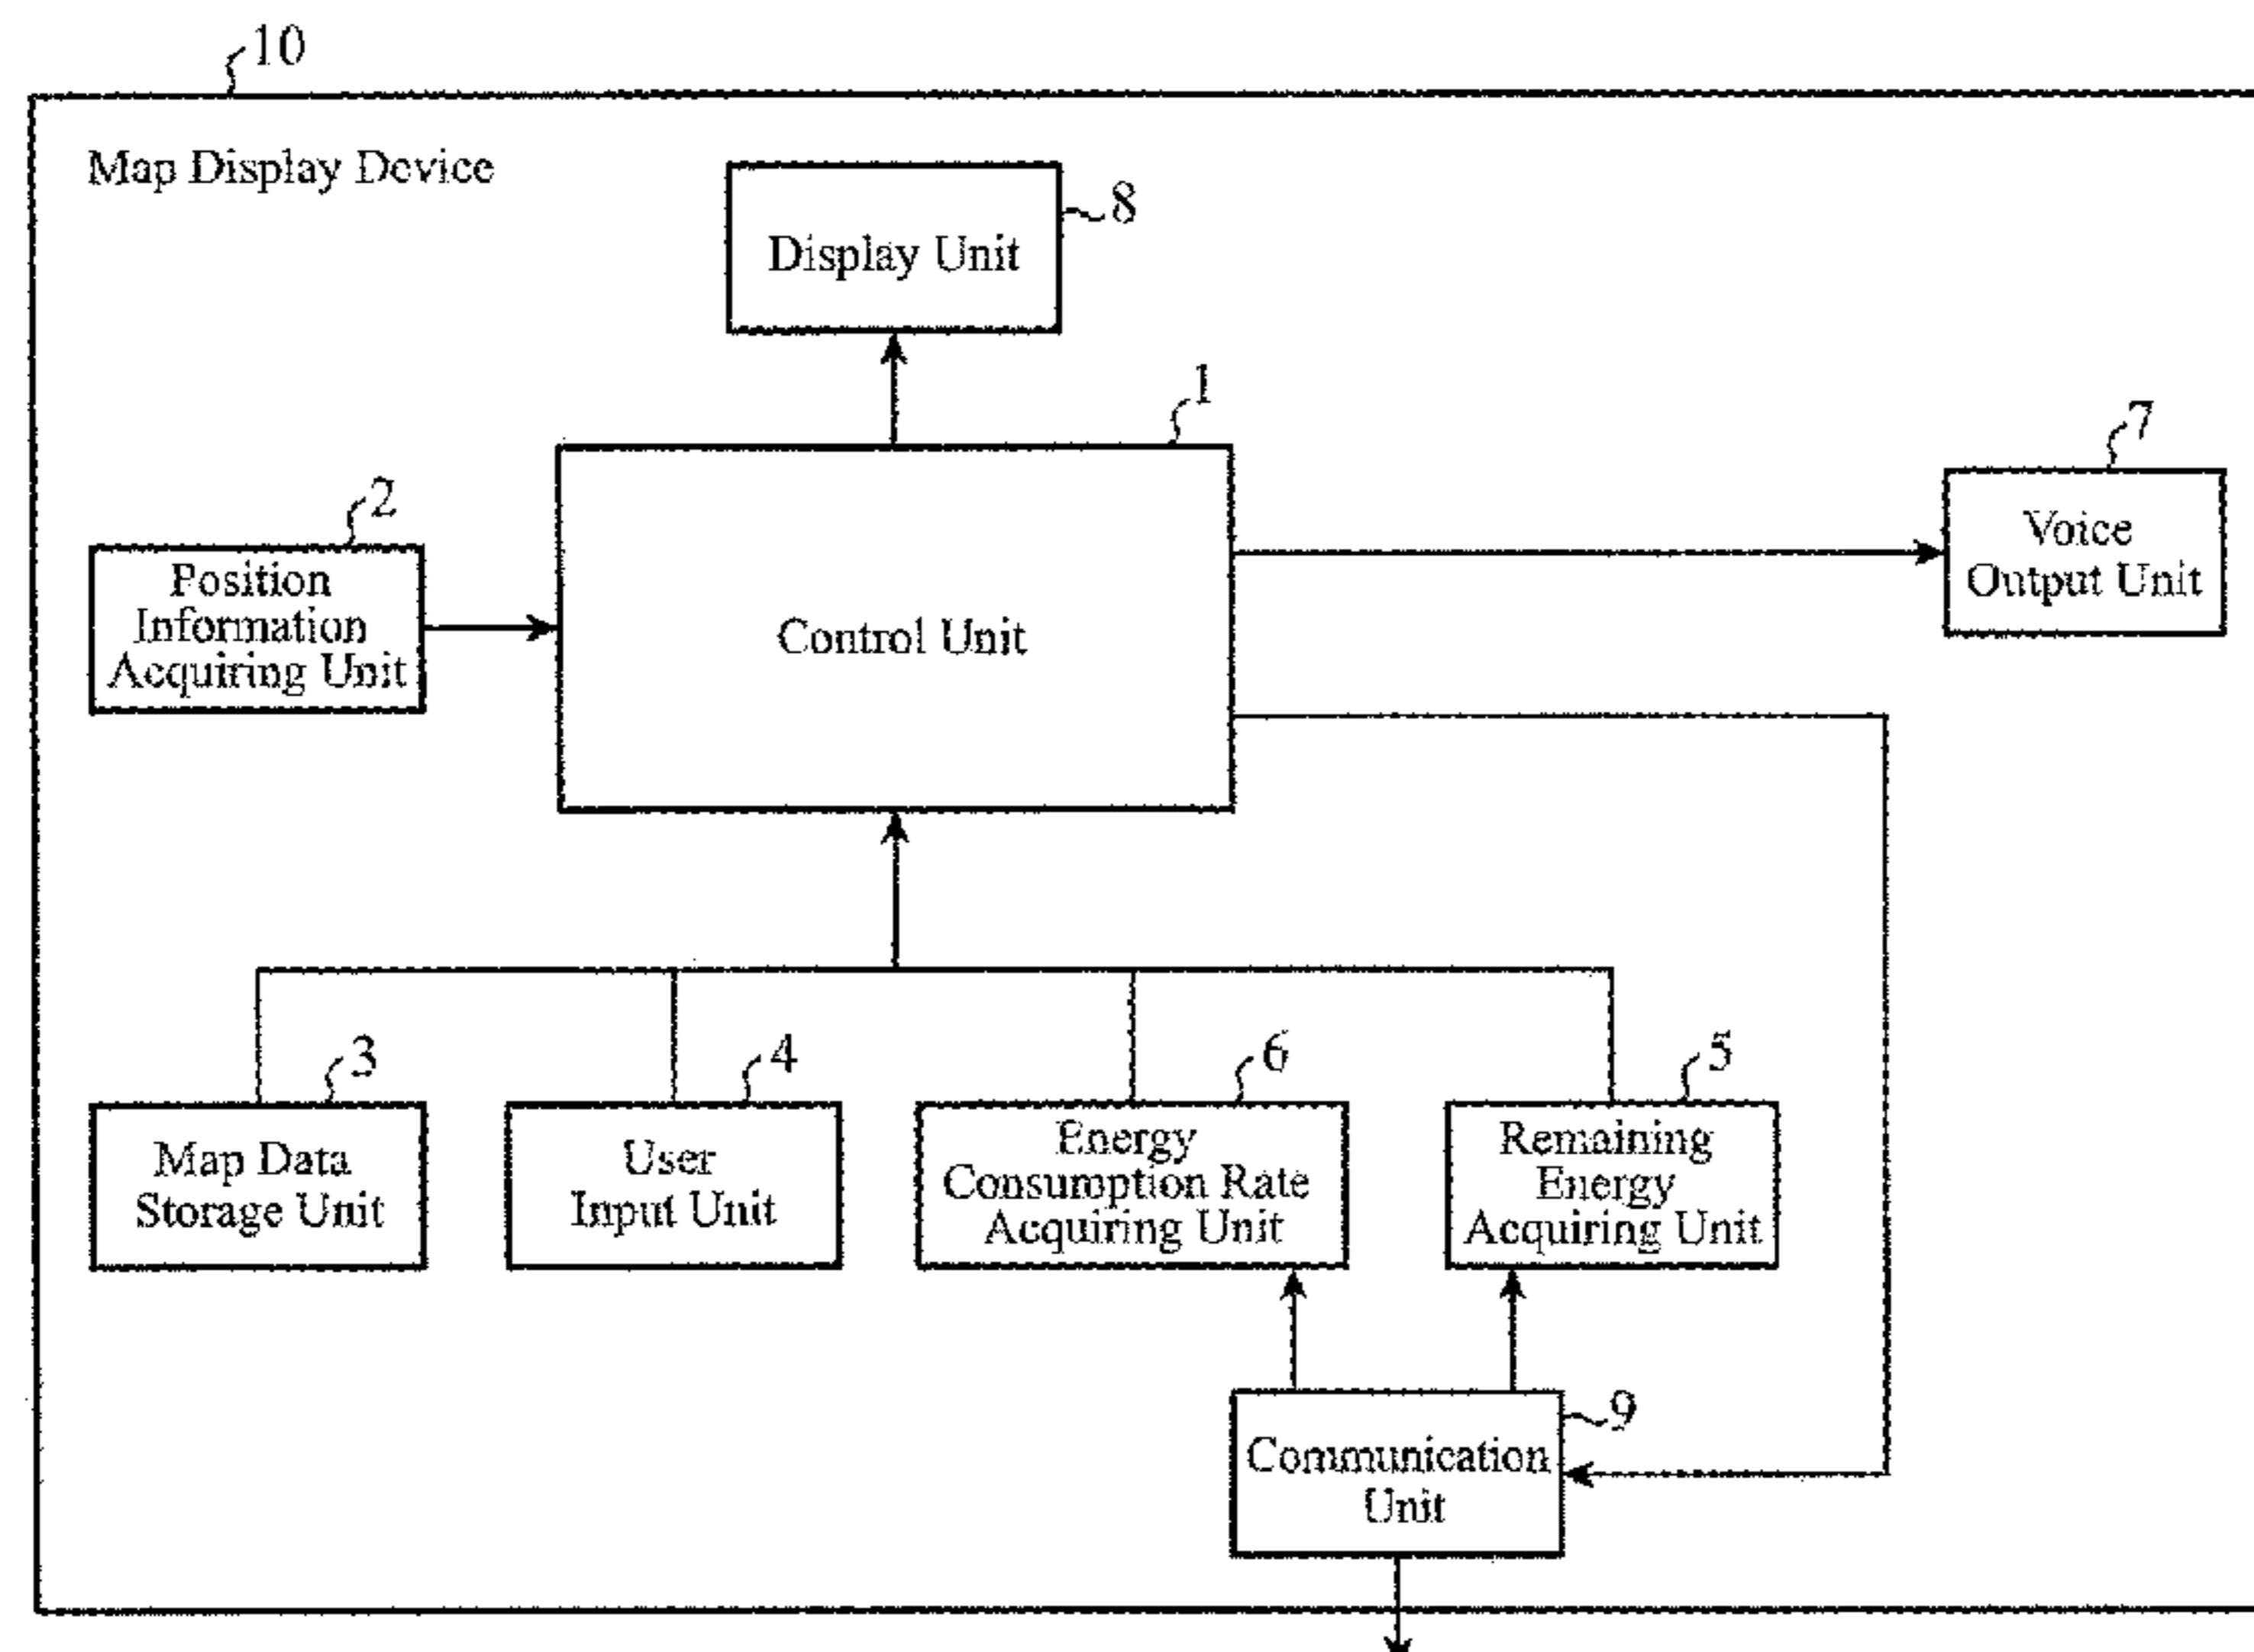 10
Map Display Device
8
Display Unit
1
7
2
Voice
Output Unit
Position
Information
Acquiring Unit
Control Unit
3
4
6
5
Map Data
Storage Unit
User
Input Unit
Energy
Consumption Rate
Acquiring Unit
Remaining
Energy
Acquiring Unit
9
Communication
Unit